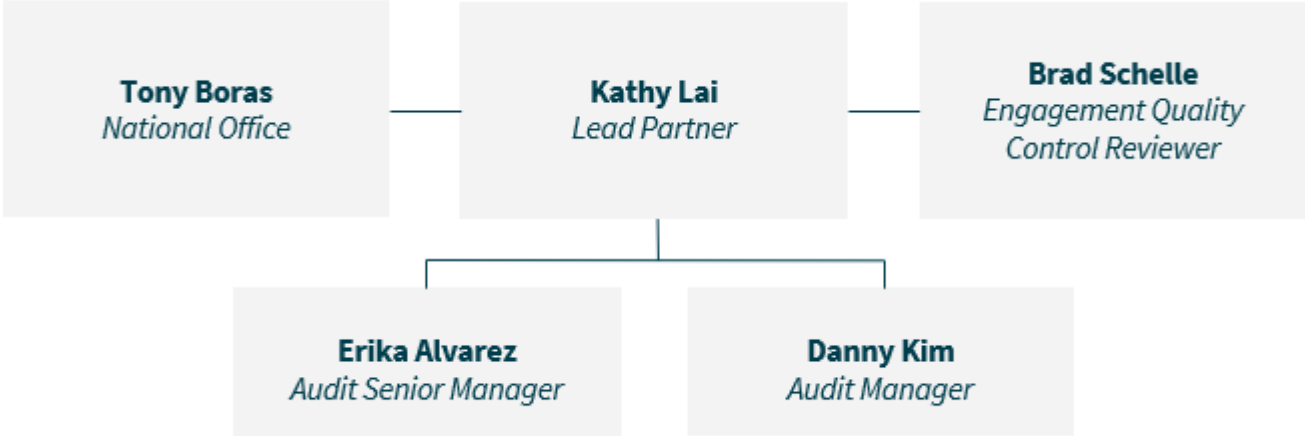 Tony Boras
National Office
Kathy Lai
Lead Partner
Brad Schelle
Engagement Quality
Control Reviewer
Erika Alvarez
Audit Senior Manager
Danny Kim
Audit Manager